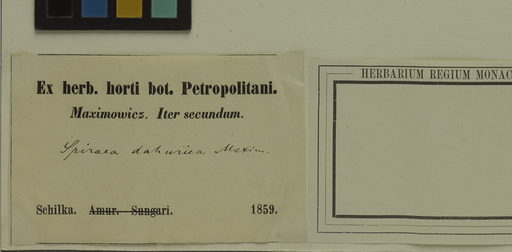 Ex herb. horti bot. Petropolitani.
Maximowicz. Iter secundum.
Spiraea dahurica Maxim.
Schilka. Amur. Sungari. 1859.
HERBARIUM REGIUM MONAC